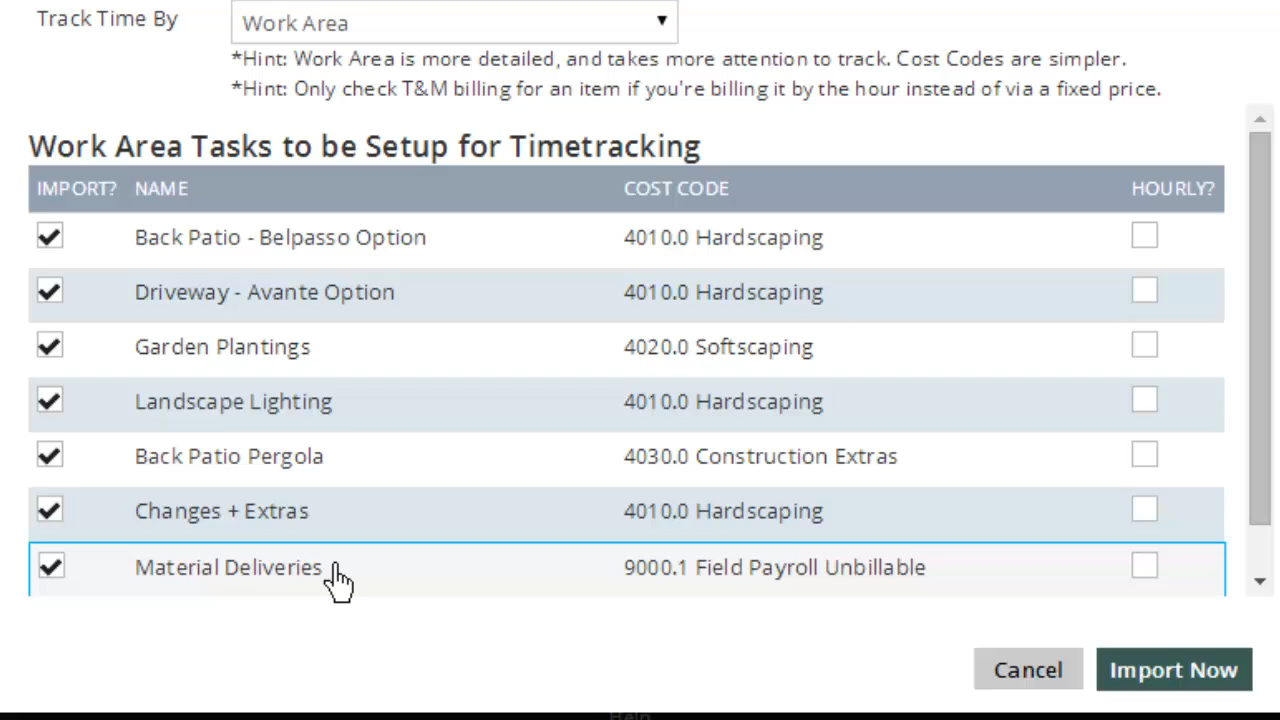 Track Time By Work Area
*Hint: Work Area is more detailed, and takes more attention to track. Cost Codes are simpler.
*Hint: Only check T&M billing for an item if you're billing it by the hour instead of via a fixed price.
Work Area Tasks to be Setup for Timetracking
IMPORT? NAME COST CODE HOURLY?
Back Patio - Belpasso Option 4010.0 Hardscaping
Driveway - Avante Option 4010.0 Hardscaping
Garden Plantings 4020.0 Softscaping
Landscape Lighting 4010.0 Hardscaping
Back Patio Pergola 4030.0 Construction Extras
Changes + Extras 4010.0 Hardscaping
Material Deliveries 9000.1 Field Payroll Unbillable
Cancel Import Now
Help